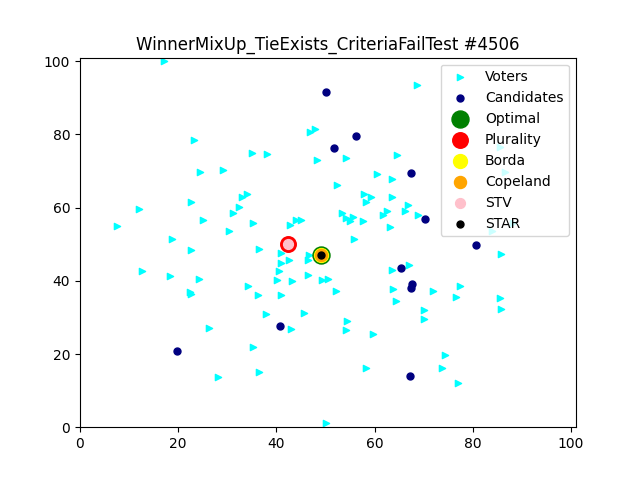 WinnerMixUp_TieExists_CriteriaFailTest #4506
100
80
60
40
20
0
0 20 40 60 80 100
Voters
Candidates
Optimal
Plurality
Borda
Copeland
STV
STAR